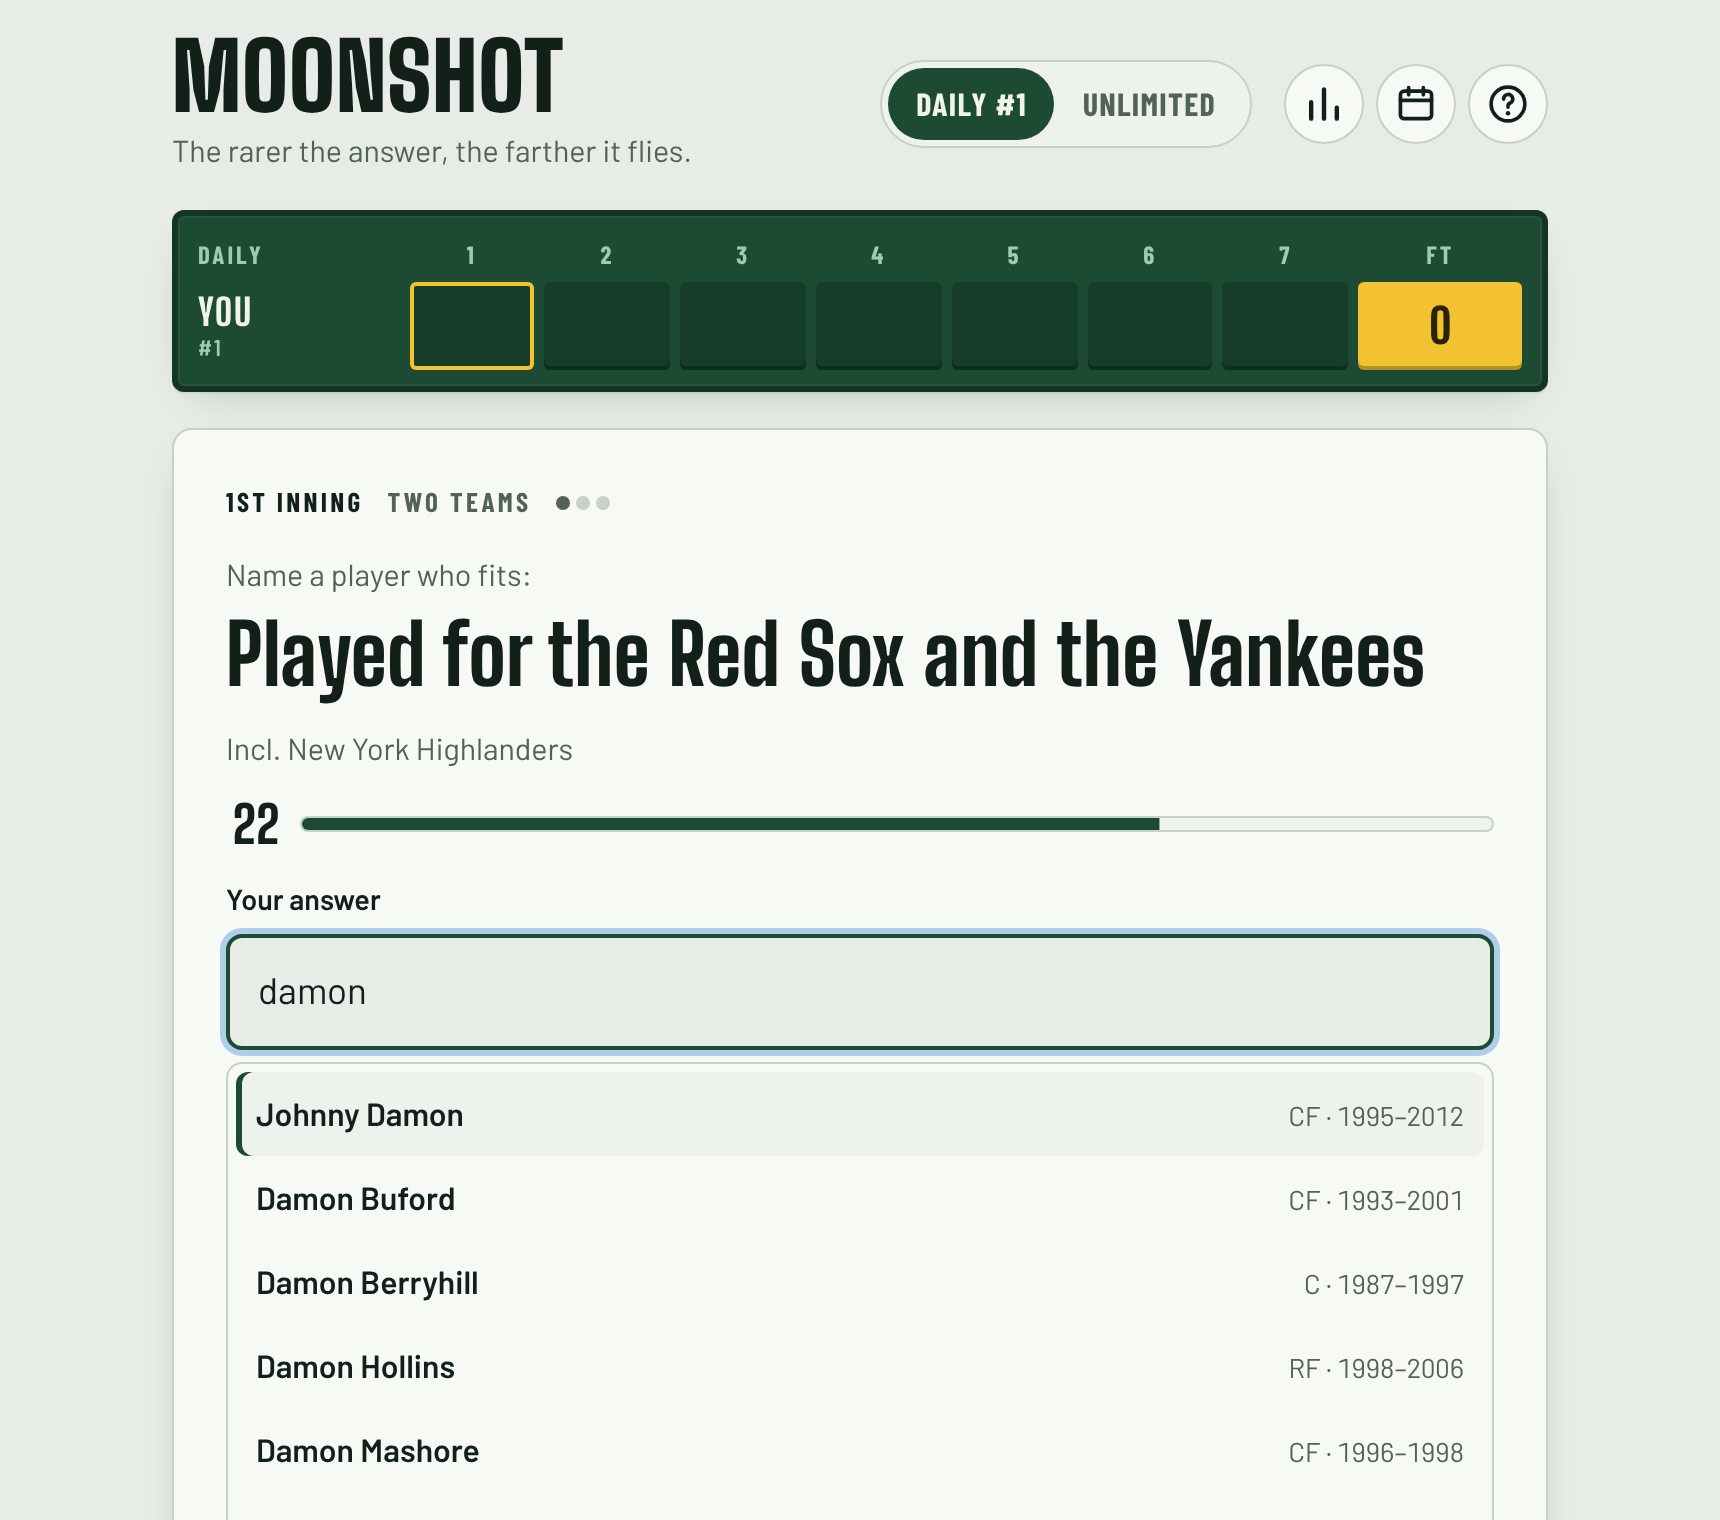 MOONSHOT
The rarer the answer, the farther it flies.
DAILY #1 UNLIMITED
DAILY 1 2 3 4 5 6 7 FT
YOU
#1
0
1ST INNING TWO TEAMS
Name a player who fits:
Played for the Red Sox and the Yankees
Incl. New York Highlanders
22
Your answer
damon
Johnny Damon CF · 1995–2012
Damon Buford CF · 1993–2001
Damon Berryhill C · 1987–1997
Damon Hollins RF · 1998–2006
Damon Mashore CF · 1996–1998